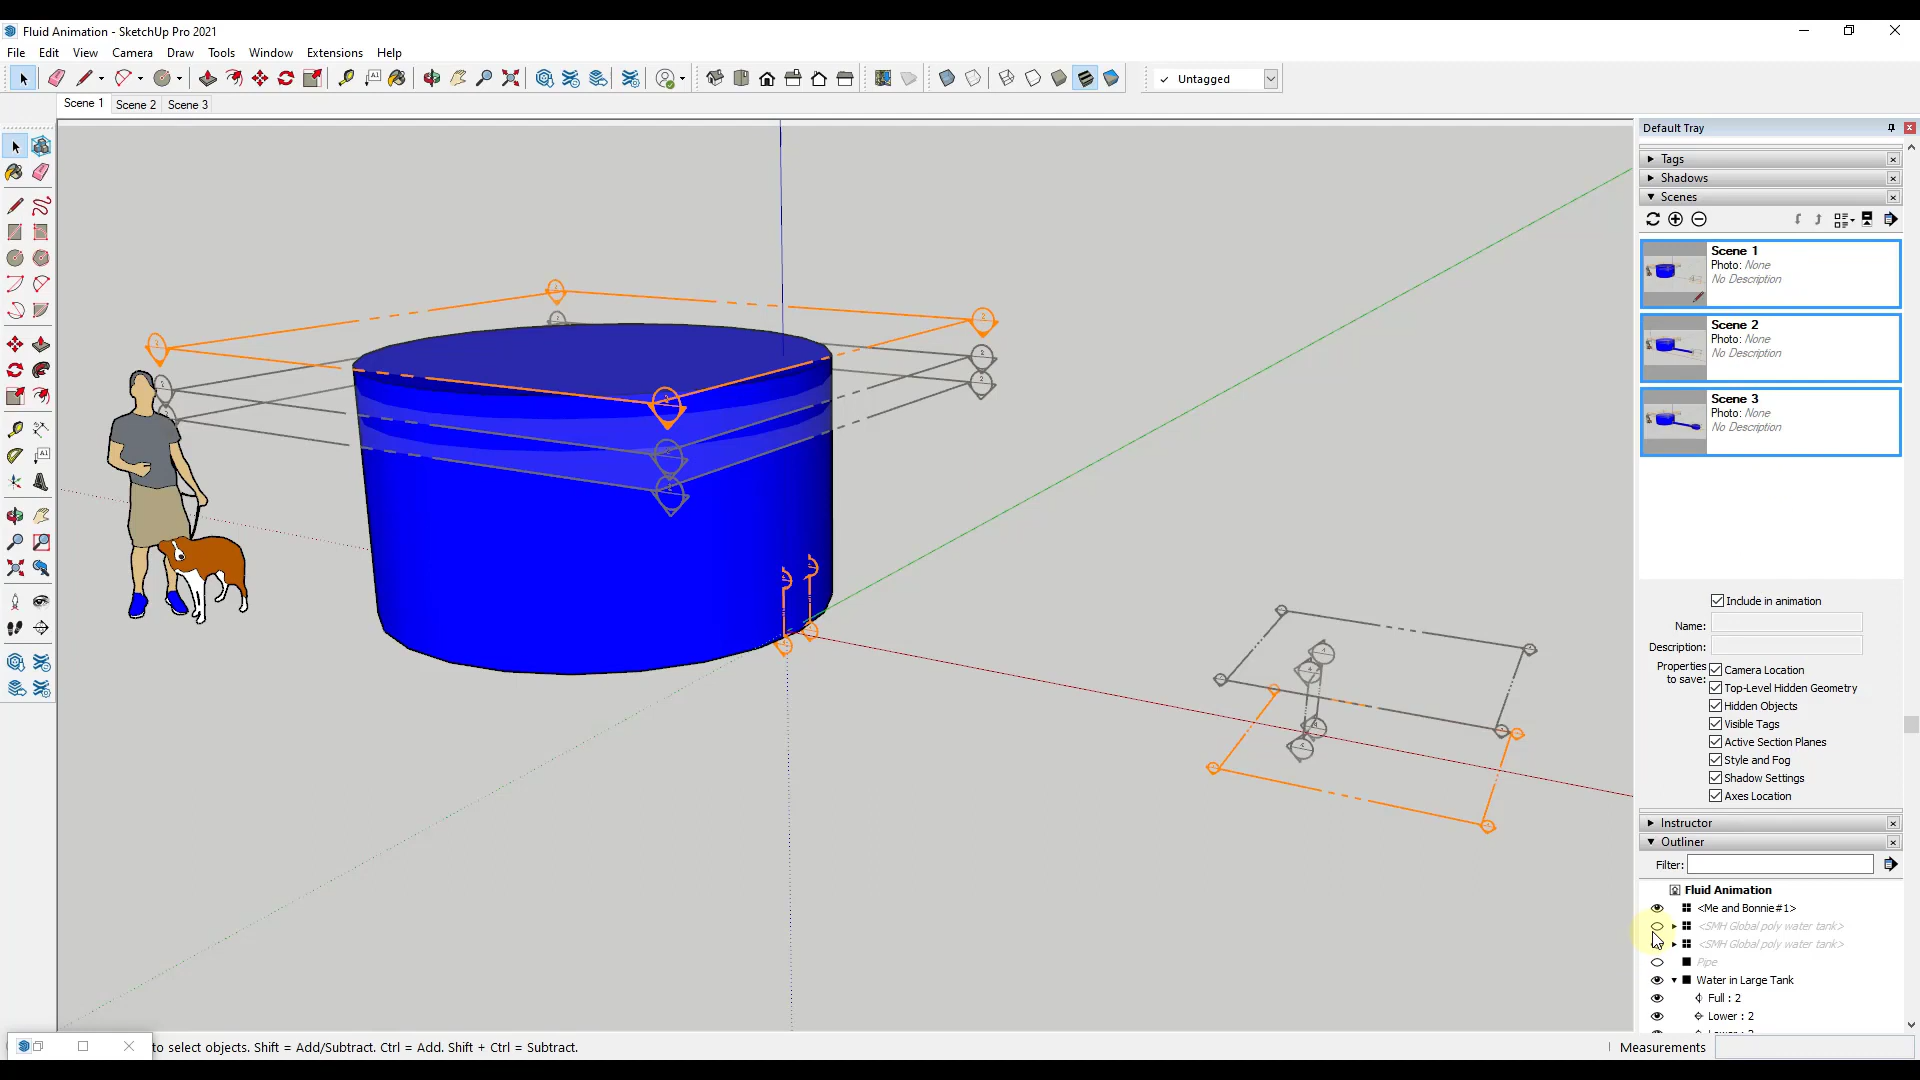 Fluid Animation - SketchUp Pro 2021
File Edit View Camera Draw Tools Window Extensions Help
A1
Untagged
Scene 1 Scene 2 Scene 3
Default Tray
Tags
Shadows
Scenes
Scene 1
Photo: None
No Description
Scene 2
Photo: None
No Description
Scene 3
Photo: None
No Description
Include in animation
Name:
Description:
Properties to save:
Camera Location
Top-Level Hidden Geometry
Hidden Objects
Visible Tags
Active Section Planes
Style and Fog
Shadow Settings
Axes Location
Instructor
Outliner
Filter:
Fluid Animation
<Me and Bonnie#1>
<SMH Global poly water tank>
<SMH Global poly water tank>
Pipe
Water in Large Tank
Full : 2
Lower : 2
to select objects. Shift = Add/Subtract. Ctrl = Add. Shift + Ctrl = Subtract.
Measurements